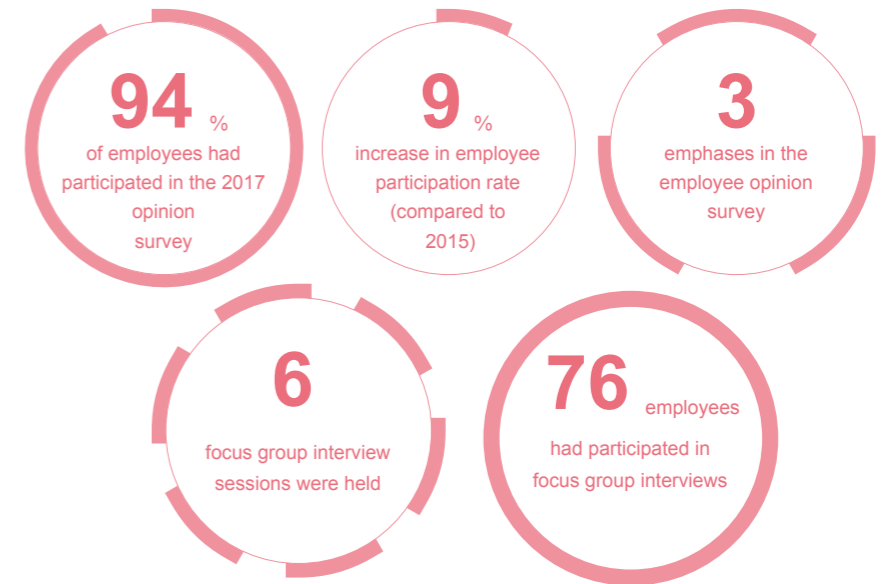 94 %
of employees had
participated in the 2017
opinion
survey
9 %
increase in employee
participation rate
(compared to
2015)
3
emphases in the
employee opinion
survey
6
focus group interview
sessions were held
76 employees
had participated in
focus group interviews